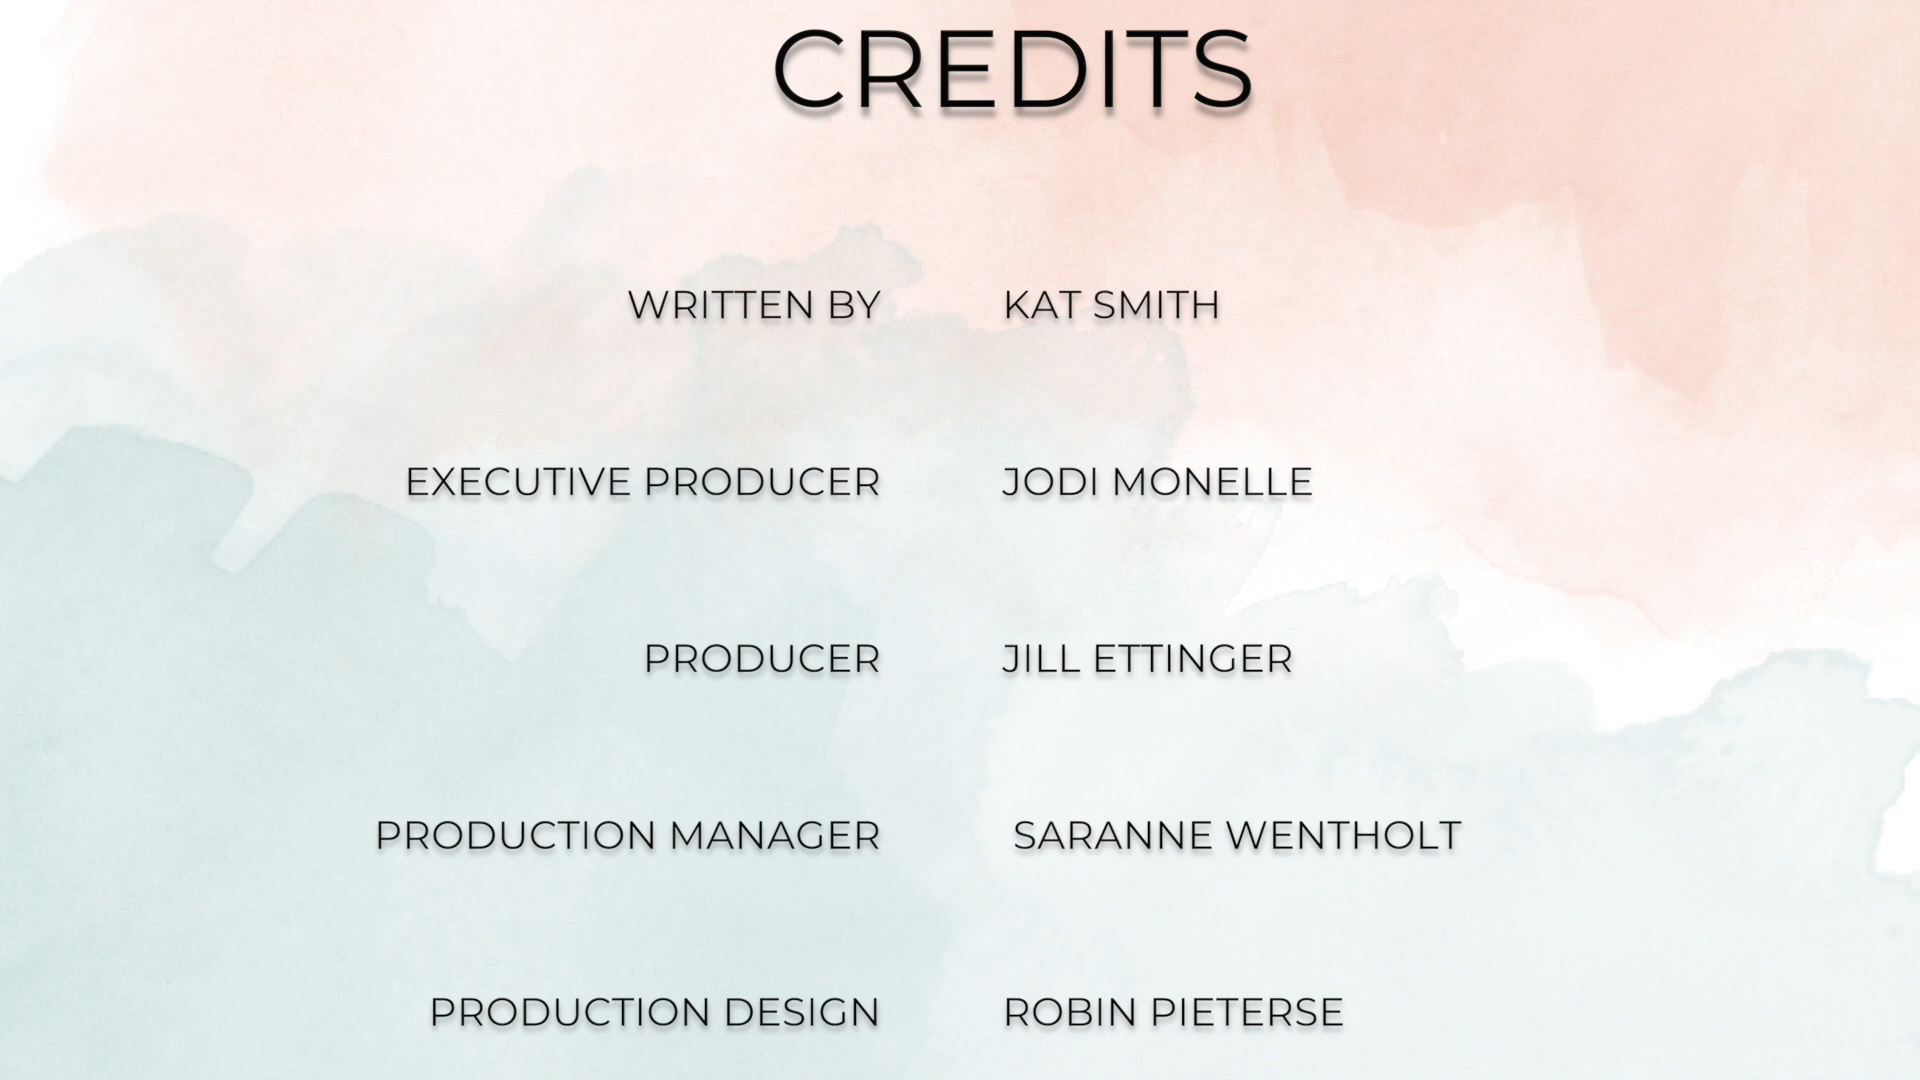 CREDITS
WRITTEN BY KAT SMITH
EXECUTIVE PRODUCER JODI MONELLE
PRODUCER JILL ETTINGER
PRODUCTION MANAGER SARANNE WENTHOLT
PRODUCTION DESIGN ROBIN PIETERSE